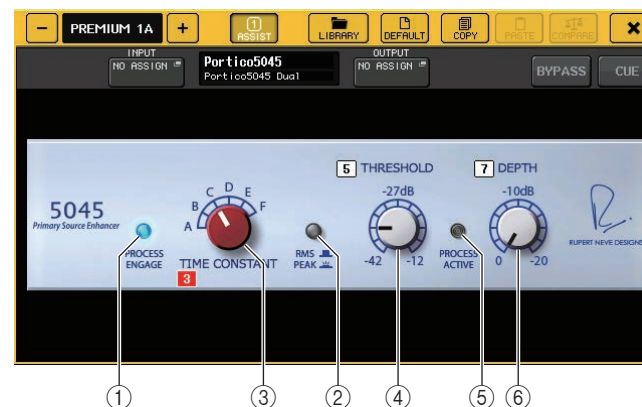 PREMIUM 1A
1
ASSIST
LIBRARY
DEFAULT
COPY
PASTE
COMPARE
INPUT
NO ASSIGN
Portico5045
Portico5045 Dual
OUTPUT
NO ASSIGN
BYPASS
CUE
5045
Primary Source Enhancer
PROCESS
ENGAGE
A
B
C
D
E
F
TIME CONSTANT
3
RMS
PEAK
5 THRESHOLD
-27dB
-42
-12
PROCESS
ACTIVE
7 DEPTH
-10dB
0
-20
RUPERT NEVE DESIGNS
① ③ ② ④ ⑤ ⑥